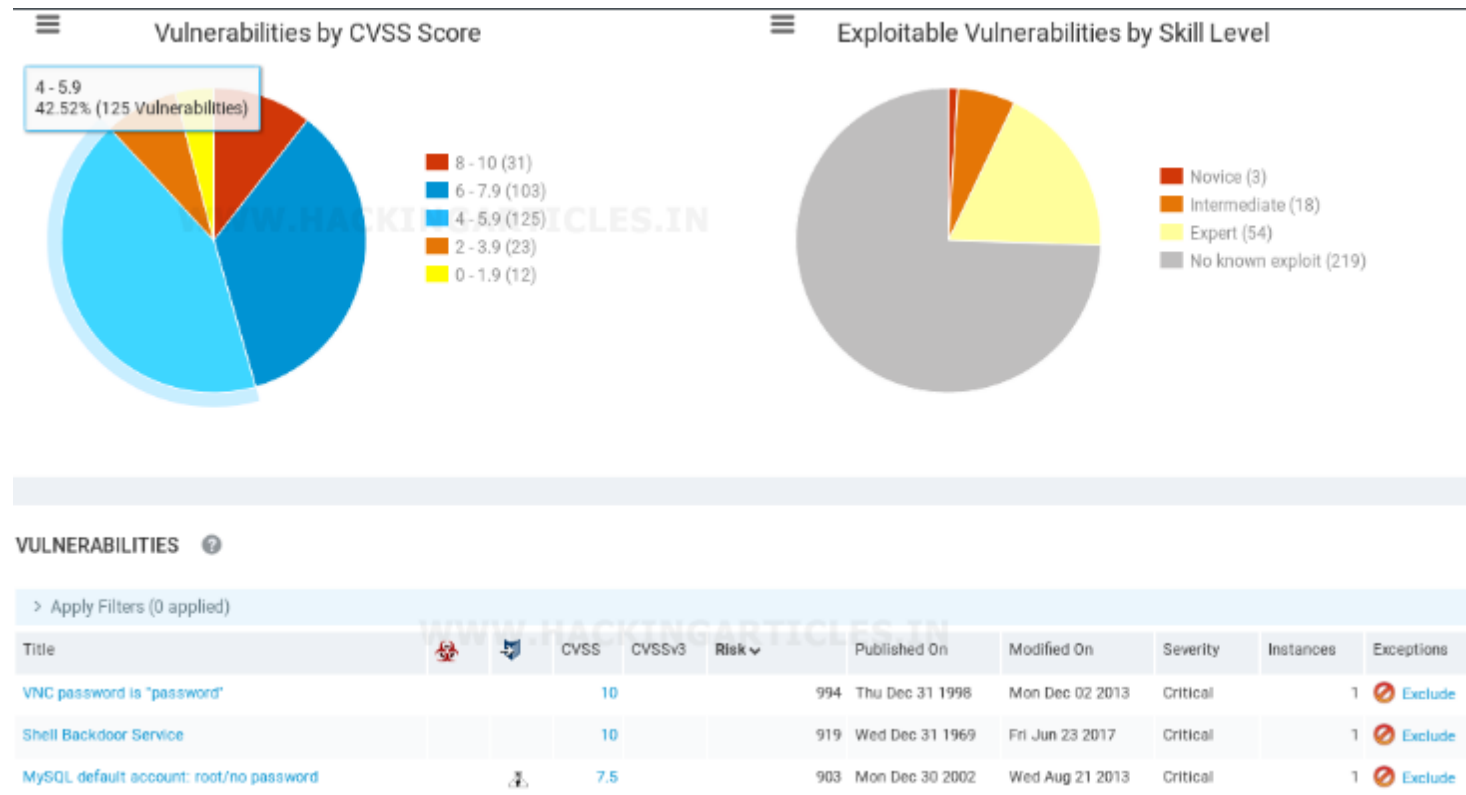 Vulnerabilities by CVSS Score
4 - 5.9
42.52% (125 Vulnerabilities)
8 - 10 (31)
6 - 7.9 (103)
4 - 5.9 (125)
2 - 3.9 (23)
0 - 1.9 (12)
Exploitable Vulnerabilities by Skill Level
Novice (3)
Intermediate (18)
Expert (54)
No known exploit (219)
WWW.HACKINGARTICLES.IN
VULNERABILITIES ?
> Apply Filters (0 applied)
WWW.HACKINGARTICLES.IN
Title CVSS CVSSv3 Risk Published On Modified On Severity Instances Exceptions
VNC password is "password" 10 994 Thu Dec 31 1998 Mon Dec 02 2013 Critical 1 Exclude
Shell Backdoor Service 10 919 Wed Dec 31 1969 Fri Jun 23 2017 Critical 1 Exclude
MySQL default account: root/no password 7.5 903 Mon Dec 30 2002 Wed Aug 21 2013 Critical 1 Exclude